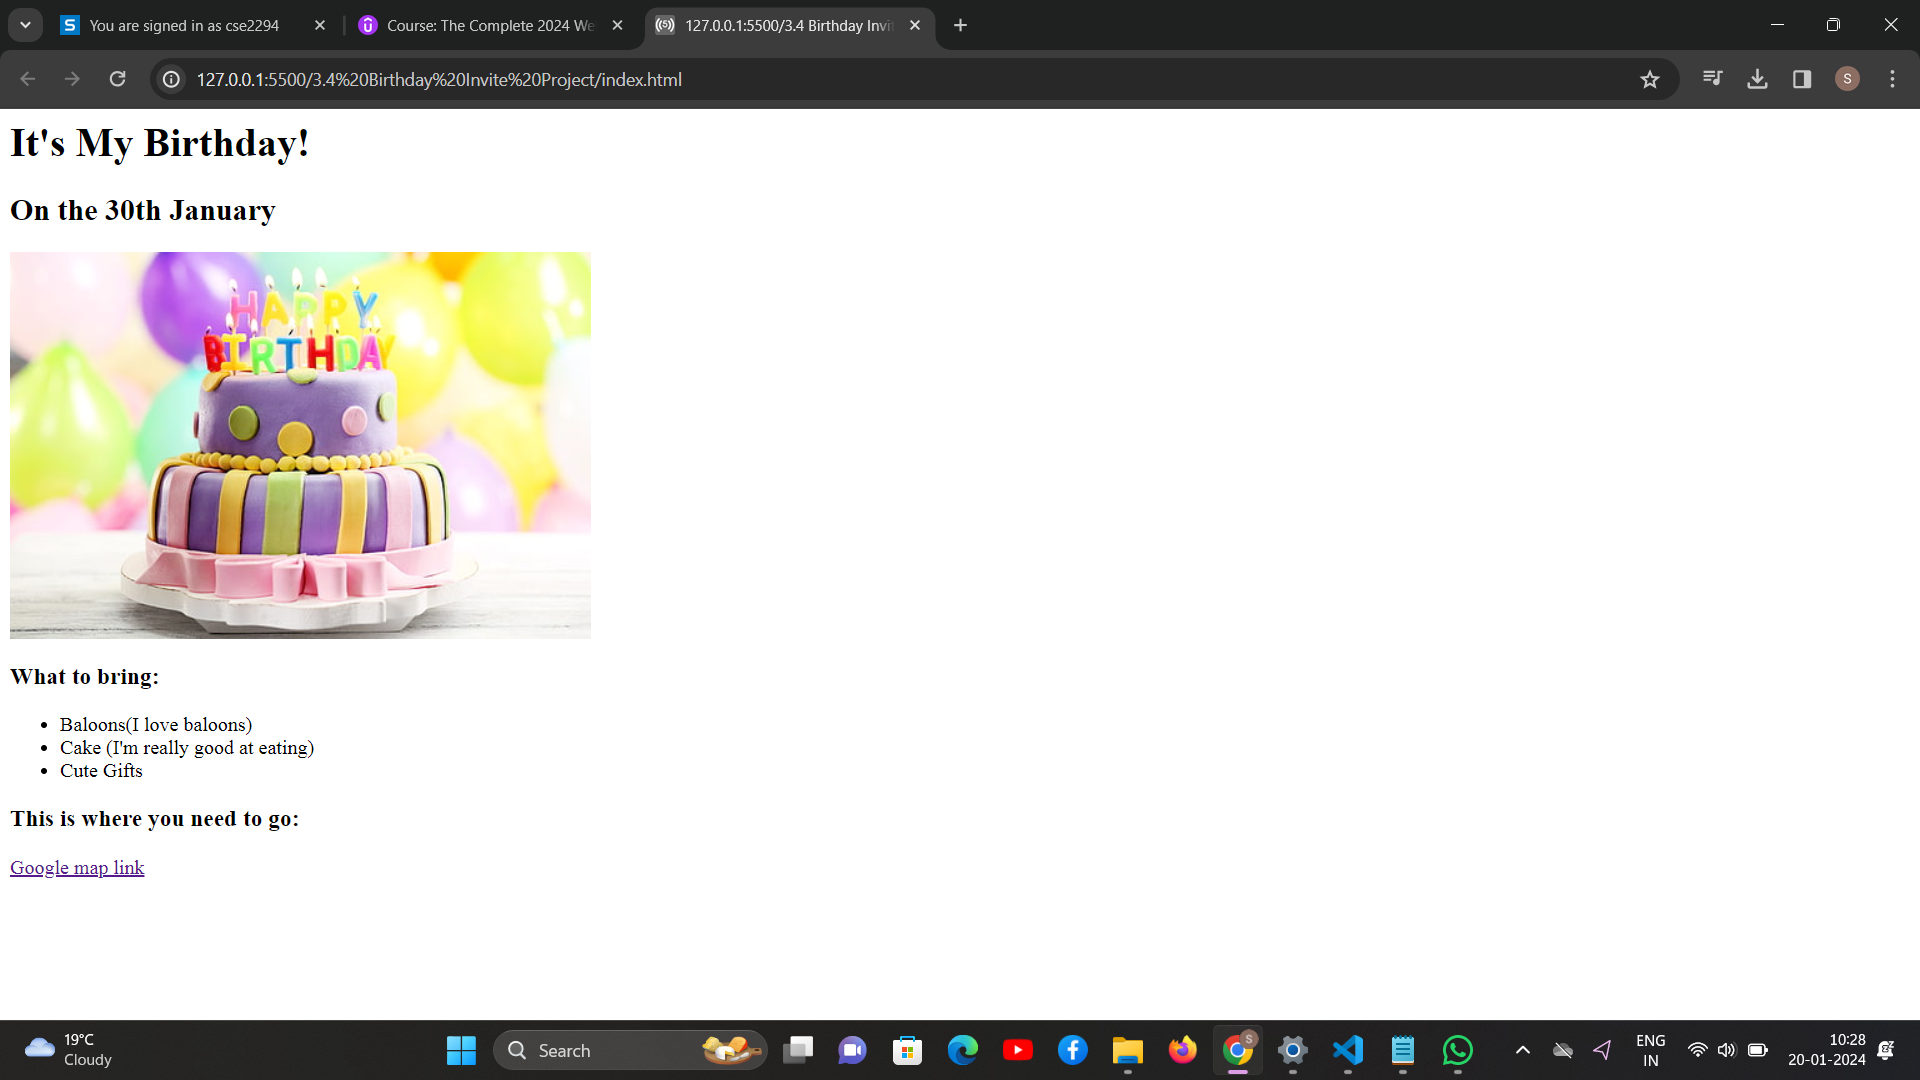 You are signed in as cse2294
Course: The Complete 2024 We
127.0.0.1:5500/3.4 Birthday Invi
127.0.0.1:5500/3.4%20Birthday%20Invite%20Project/index.html
S
It's My Birthday!
On the 30th January
HAPPY
BIRTHDAY
What to bring:
Baloons(I love baloons)
Cake (I'm really good at eating)
Cute Gifts
This is where you need to go:
Google map link
19°C
Cloudy
Search
S
ENG
IN
10:28
20-01-2024